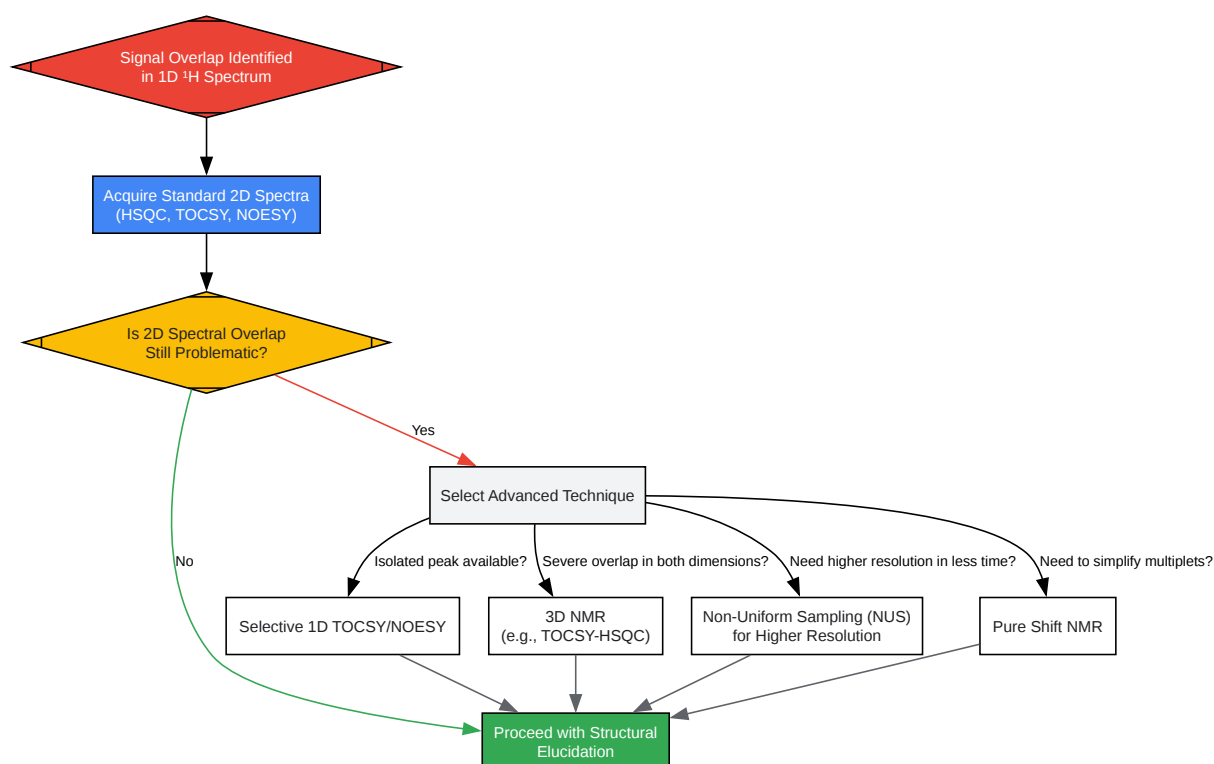 Signal Overlap Identified
in 1D ¹H Spectrum
Acquire Standard 2D Spectra
(HSQC, TOCSY, NOESY)
Is 2D Spectral Overlap
Still Problematic?
Yes
Select Advanced Technique
No
Isolated peak available?
Severe overlap in both dimensions?
Need higher resolution in less time?
Need to simplify multiplets?
Selective 1D TOCSY/NOESY
3D NMR
(e.g., TOCSY-HSQC)
Non-Uniform Sampling (NUS)
for Higher Resolution
Pure Shift NMR
Proceed with Structural
Elucidation